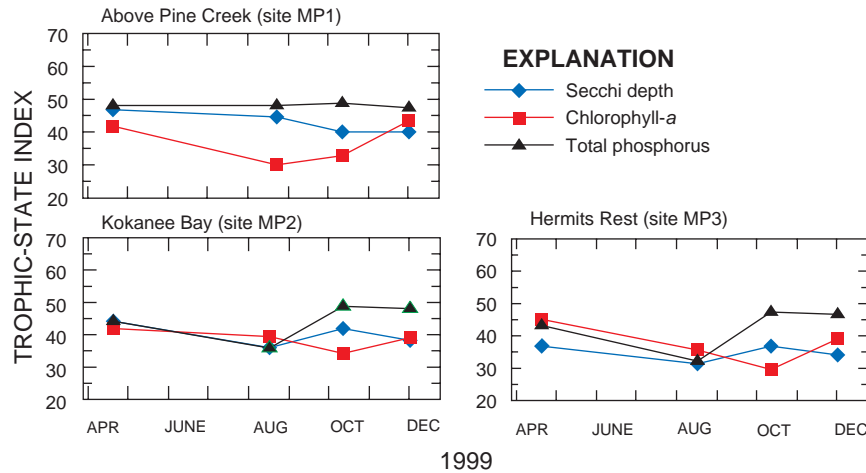 Above Pine Creek (site MP1)
70
60
50
40
30
20
EXPLANATION
Secchi depth
Chlorophyll-a
Total phosphorus
TROPHIC-STATE INDEX
Kokanee Bay (site MP2)
70
60
50
40
30
20
APR JUNE AUG OCT DEC
Hermits Rest (site MP3)
70
60
50
40
30
20
APR JUNE AUG OCT DEC
1999